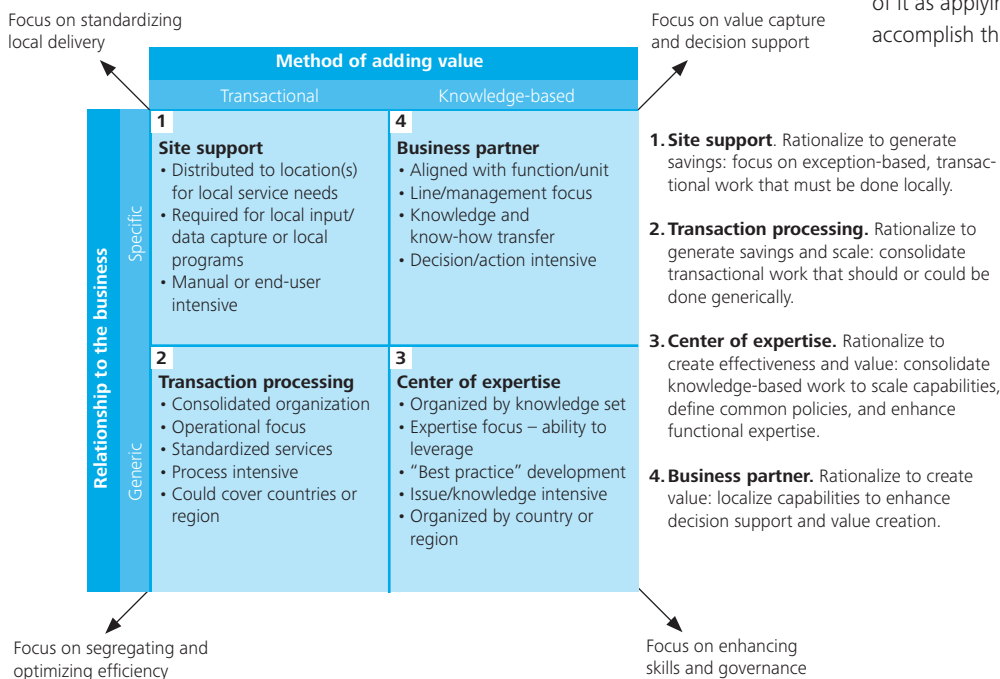 Focus on standardizing
local delivery
Focus on value capture
and decision support
of it as applyin
accomplish th
Method of adding value
Transactional
Knowledge-based
Relationship to the business
Specific
Generic
1
Site support
• Distributed to location(s)
for local service needs
• Required for local input/
data capture or local
programs
• Manual or end-user
intensive
4
Business partner
• Aligned with function/unit
• Line/management focus
• Knowledge and
know-how transfer
• Decision/action intensive
2
Transaction processing
• Consolidated organization
• Operational focus
• Standardized services
• Process intensive
• Could cover countries or
region
3
Center of expertise
• Organized by knowledge set
• Expertise focus – ability to
leverage
• "Best practice" development
• Issue/knowledge intensive
• Organized by country or
region
1. Site support. Rationalize to generate
savings: focus on exception-based, transac-
tional work that must be done locally.
2. Transaction processing. Rationalize to
generate savings and scale: consolidate
transactional work that should or could be
done generically.
3. Center of expertise. Rationalize to
create effectiveness and value: consolidate
knowledge-based work to scale capabilities,
define common policies, and enhance
functional expertise.
4. Business partner. Rationalize to create
value: localize capabilities to enhance
decision support and value creation.
Focus on segregating and
optimizing efficiency
Focus on enhancing
skills and governance